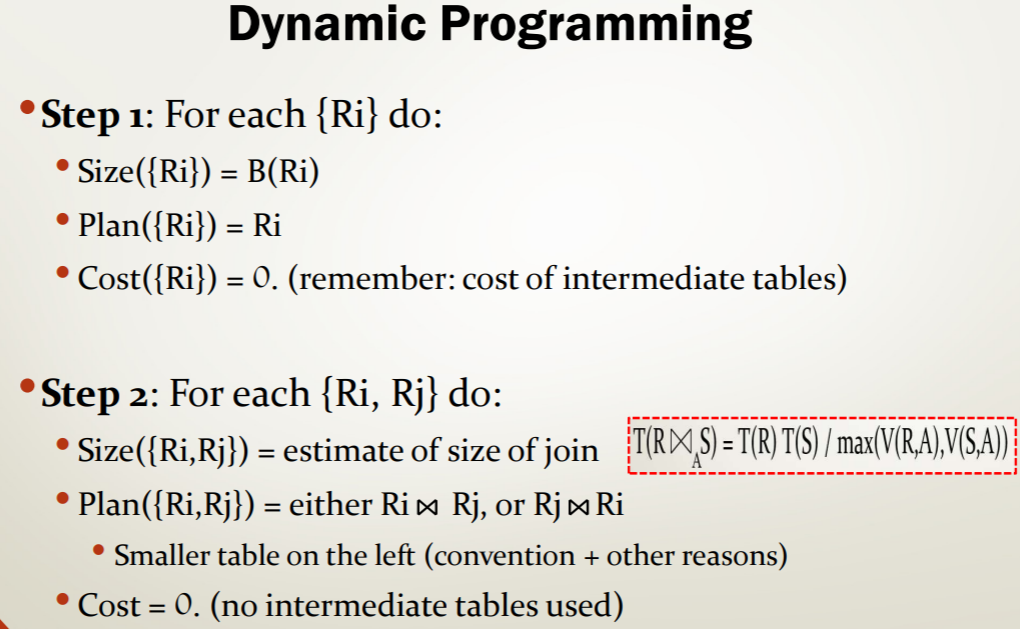 Dynamic Programming
•Step 1: For each {Ri} do:
•Size({Ri}) = B(Ri)
•Plan({Ri}) = Ri
•Cost({Ri}) = 0. (remember: cost of intermediate tables)
•Step 2: For each {Ri, Rj} do:
•Size({Ri,Rj}) = estimate of size of join T(R ⋈A S) = T(R) T(S) / max(V(R,A),V(S,A))
•Plan({Ri,Rj}) = either Ri ⋈ Rj, or Rj ⋈ Ri
•Smaller table on the left (convention + other reasons)
•Cost = 0. (no intermediate tables used)